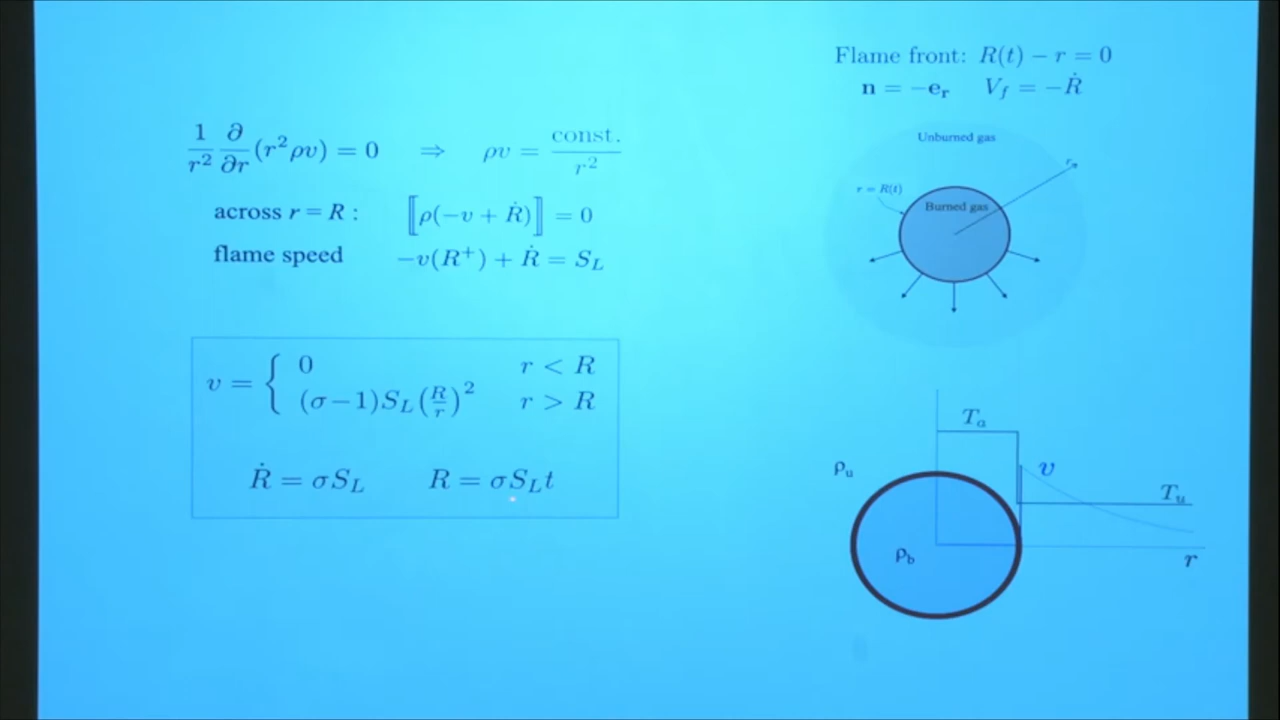 Flame front: R(t) − r = 0
n = −e_r    V_f = −Ṙ
1/r² ∂/∂r (r²ρv) = 0 ⇒ ρv = const./r²
across r = R : ⟦ρ(−v + Ṙ)⟧ = 0
flame speed −v(R⁺) + Ṙ = S_L
v = { 0    r < R
(σ−1)S_L(R/r)²    r > R
Ṙ = σS_L    R = σS_L t
Unburned gas
r
r = R(t)
Burned gas
T_a
ρ_u
v
T_u
ρ_b
r